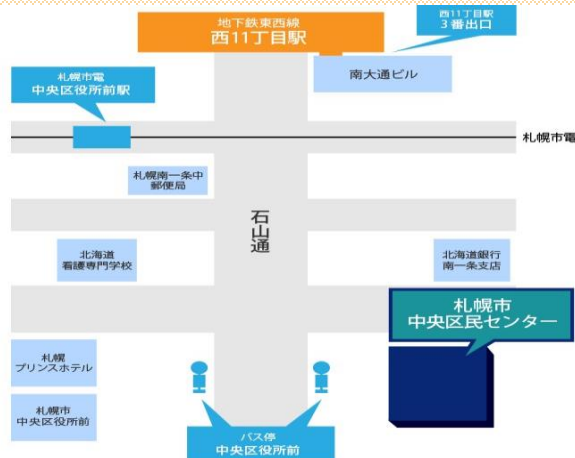 地下鉄東西線
西11丁目駅
西11丁目駅
3番出口
南大通ビル
札幌市電
中央区役所前駅
札幌市電
札幌南一条中
郵便局
石山通
北海道
看護専門学校
北海道銀行
南一条支店
札幌市
中央区民センター
札幌
プリンスホテル
札幌市
中央区役所前
バス停
中央区役所前